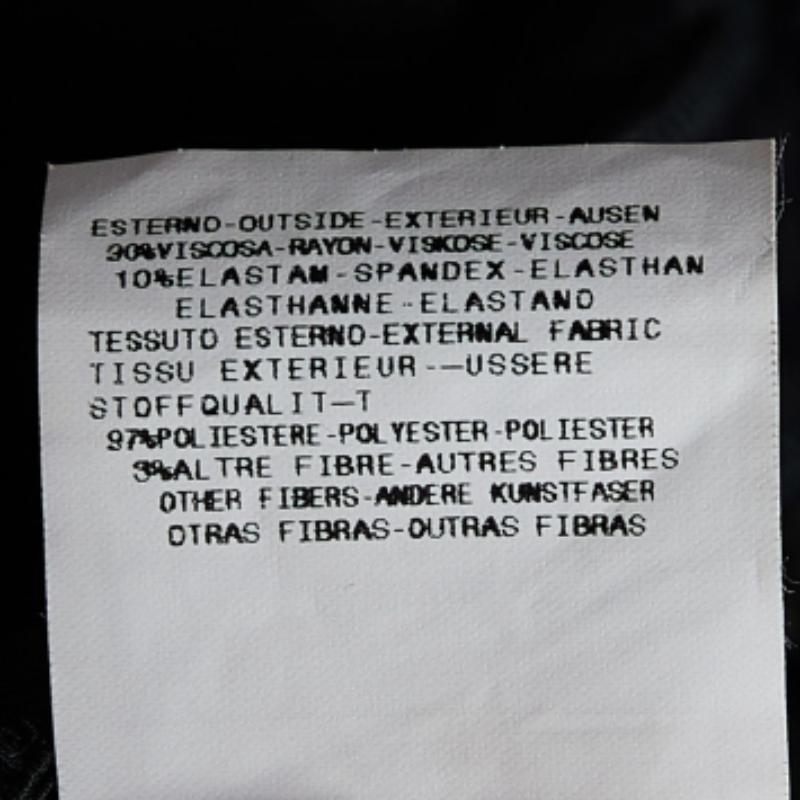 ESTERNO-OUTSIDE-EXTERIEUR-AUSEN
90%VISCOSA-RAYON-VISKOSE-VISCOSE
10%ELASTAM-SPANDEX-ELASTHAN
ELASTHANNE-ELASTANO
TESSUTO ESTERNO-EXTERNAL FABRIC
TISSU EXTERIEUR-—USSERE
STOFFQUALIT—T
97%POLIESTERE-POLYESTER-POLIESTER
3%ALTRE FIBRE-AUTRES FIBRES
OTHER FIBERS-ANDERE KUNSTFASER
OTRAS FIBRAS-OUTRAS FIBRAS